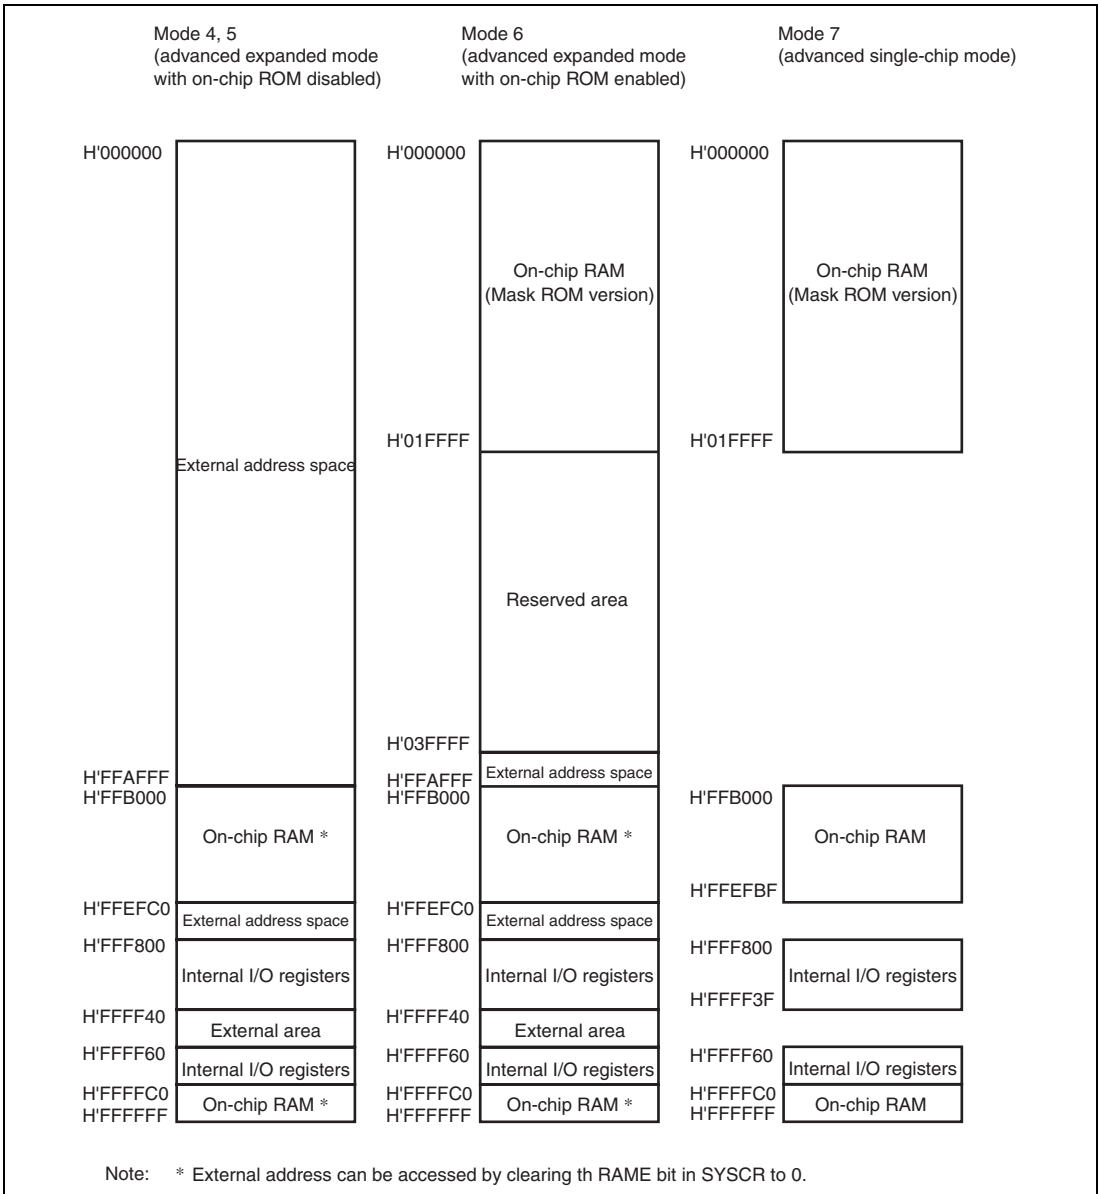 Mode 4, 5
(advanced expanded mode
with on-chip ROM disabled)
Mode 6
(advanced expanded mode
with on-chip ROM enabled)
Mode 7
(advanced single-chip mode)
H'000000
External address space
H'FFAFFF
H'FFB000
On-chip RAM *
H'FFEFC0
External address space
H'FFF800
Internal I/O registers
H'FFFF40
External area
H'FFFF60
Internal I/O registers
H'FFFFC0
On-chip RAM *
H'FFFFFF
H'000000
On-chip RAM
(Mask ROM version)
H'01FFFF
Reserved area
H'03FFFF
External address space
H'FFAFFF
H'FFB000
On-chip RAM *
H'FFEFC0
External address space
H'FFF800
Internal I/O registers
H'FFFF40
External area
H'FFFF60
Internal I/O registers
H'FFFFC0
On-chip RAM *
H'FFFFFF
H'000000
On-chip RAM
(Mask ROM version)
H'01FFFF
H'FFB000
On-chip RAM
H'FFEFBF
H'FFF800
Internal I/O registers
H'FFFF3F
H'FFFF60
Internal I/O registers
H'FFFFC0
On-chip RAM
H'FFFFFF
Note: * External address can be accessed by clearing th RAME bit in SYSCR to 0.